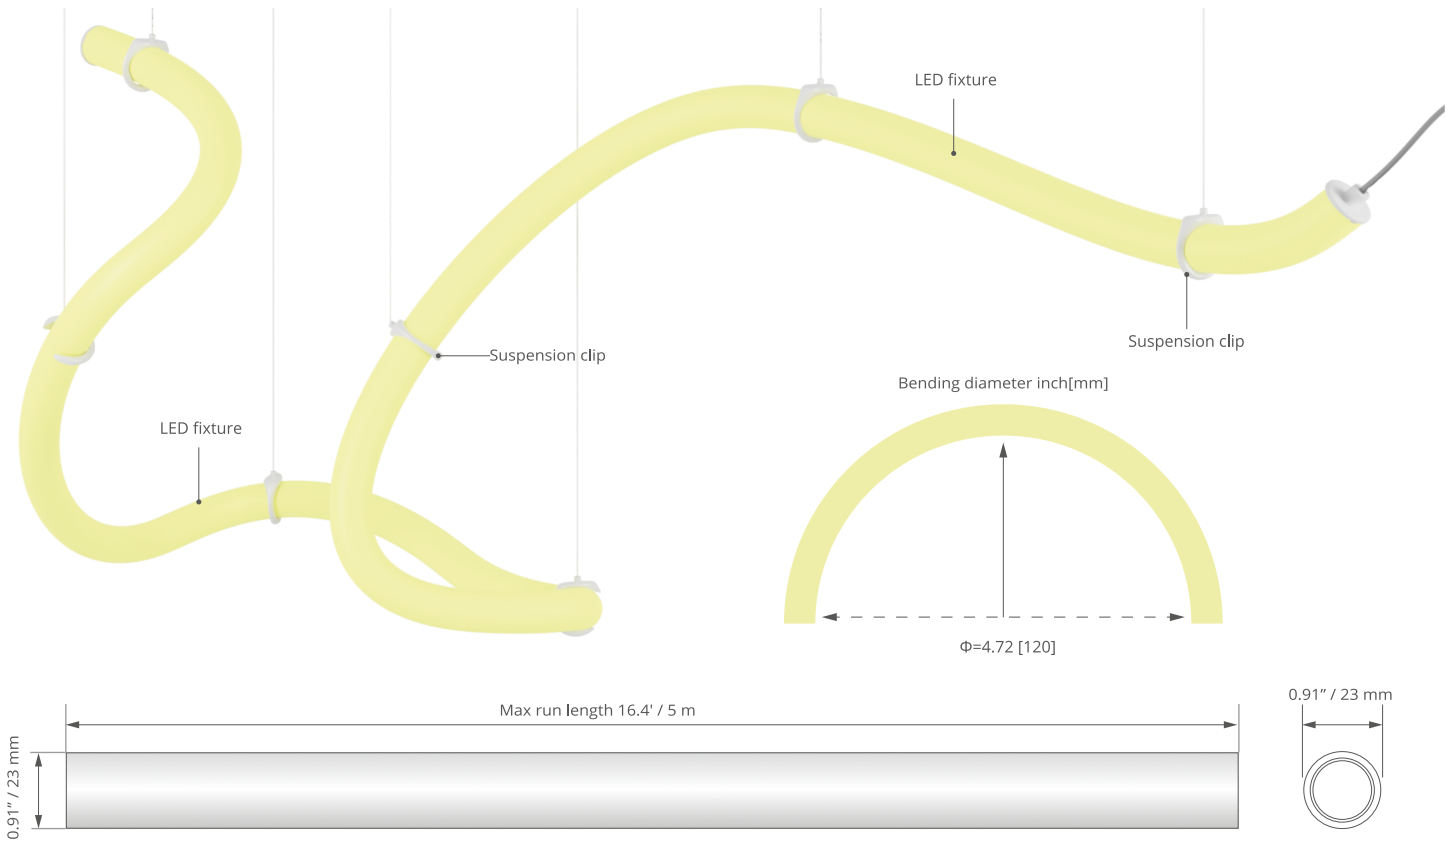 LED fixture
Suspension clip
Suspension clip
Bending diameter inch[mm]
LED fixture
Φ=4.72 [120]
0.91” / 23 mm
Max run length 16.4' / 5 m
0.91” / 23 mm